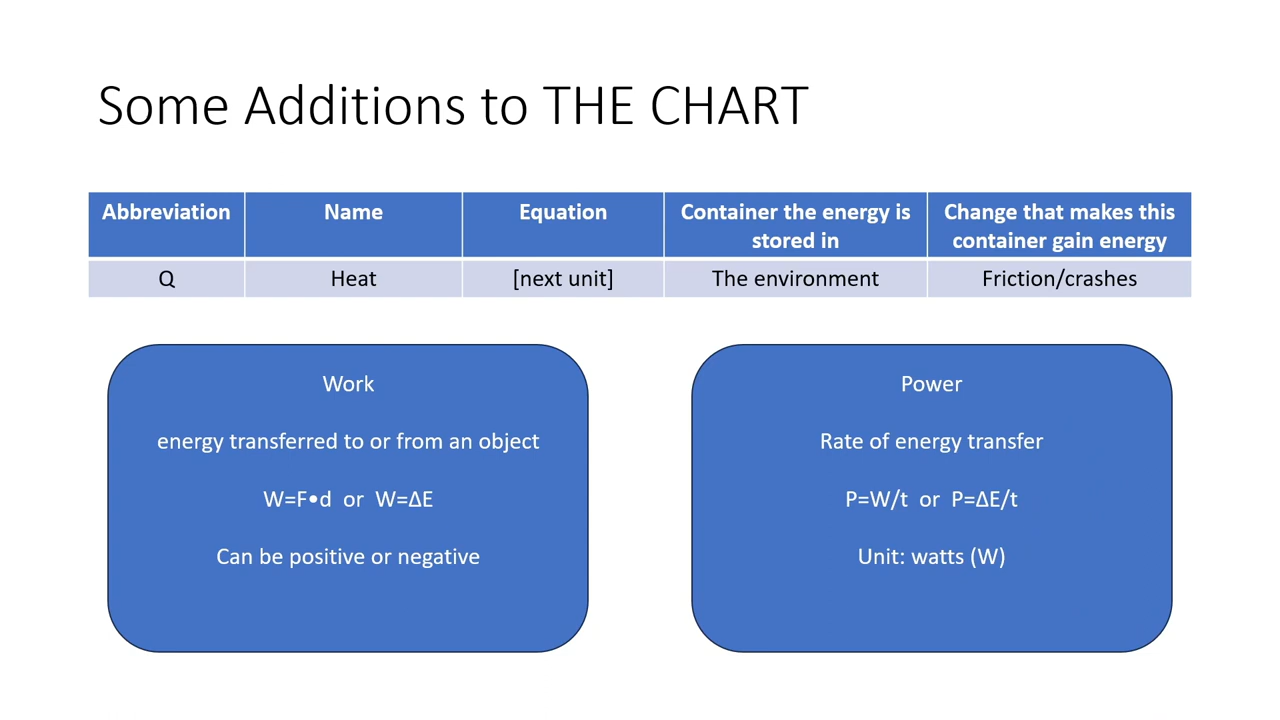 Some Additions to THE CHART
Abbreviation Name Equation Container the energy is stored in Change that makes this container gain energy
Q Heat [next unit] The environment Friction/crashes
Work
energy transferred to or from an object
W=F•d or W=ΔE
Can be positive or negative
Power
Rate of energy transfer
P=W/t or P=ΔE/t
Unit: watts (W)